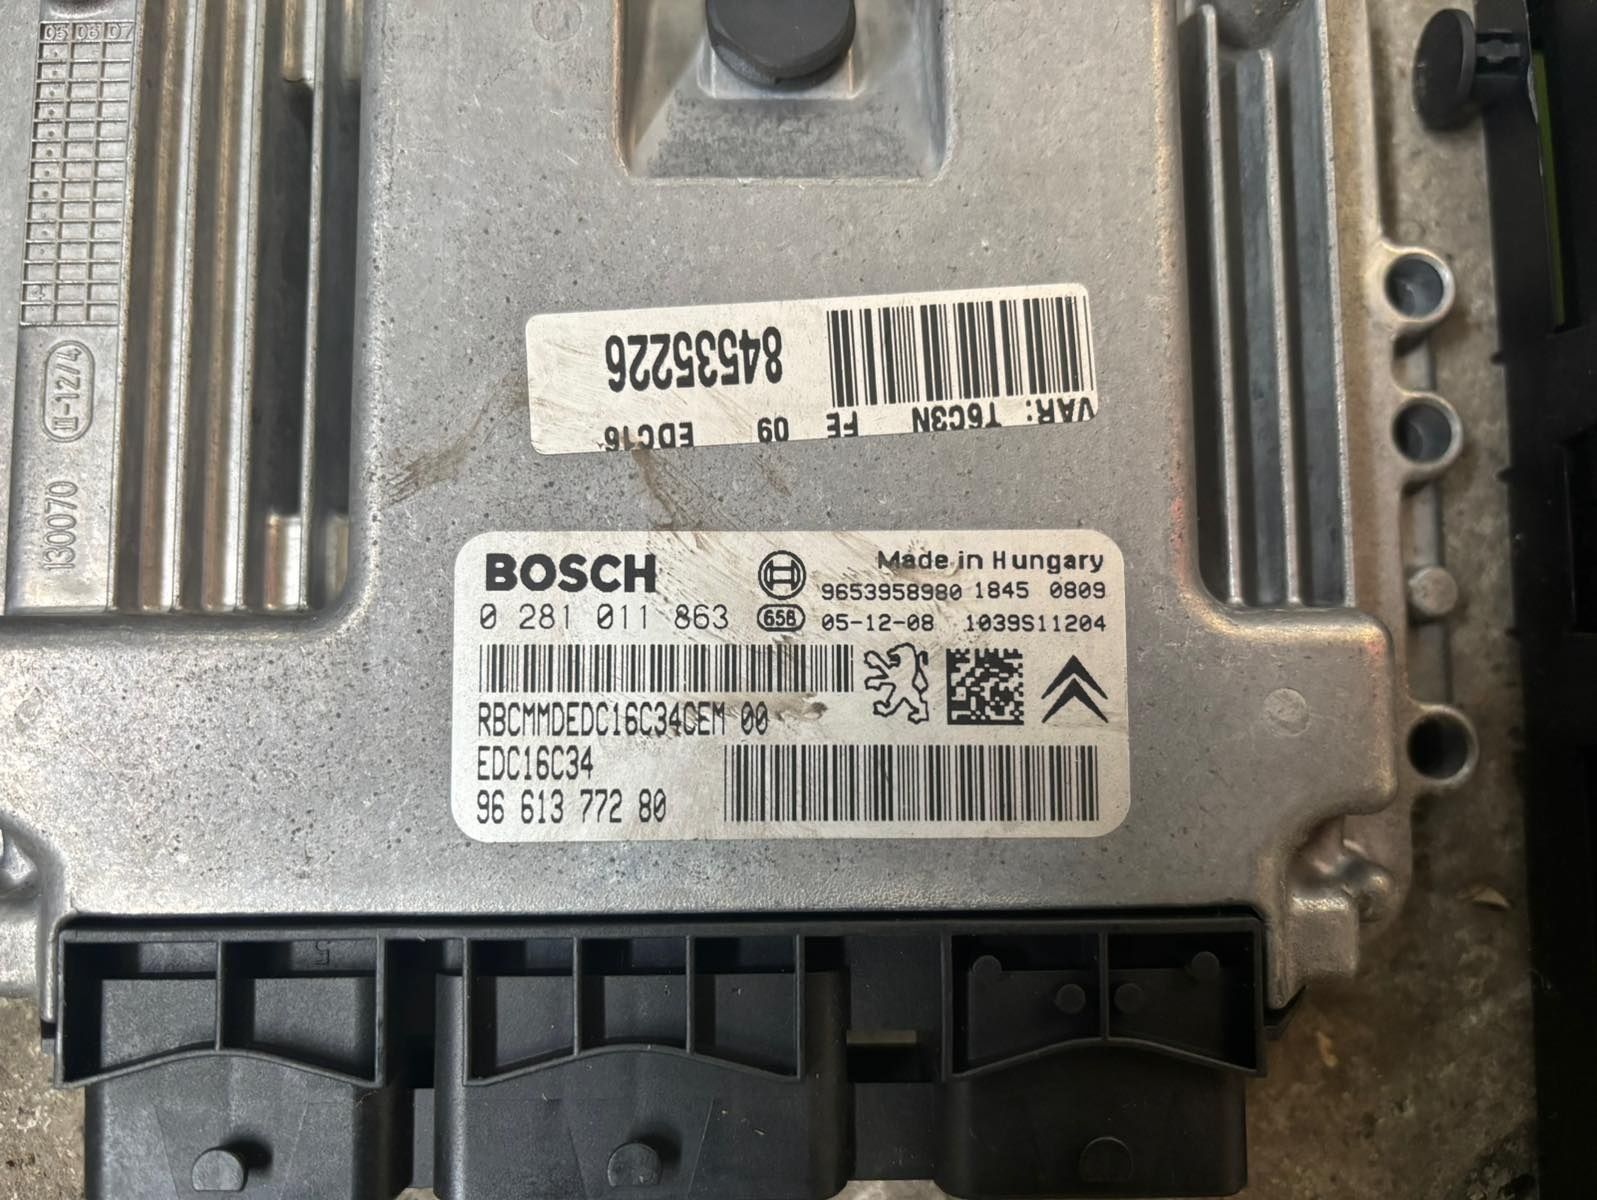 05 06 07
II-12/4
130070
84535226
VAR: T6C3N FE 09 EDC16
BOSCH
Made in Hungary
9653958980 1845 0809
0 281 011 863
658
05-12-08 1039S11204
RBCMMDEDC16C34CEM 00
EDC16C34
96 613 772 80